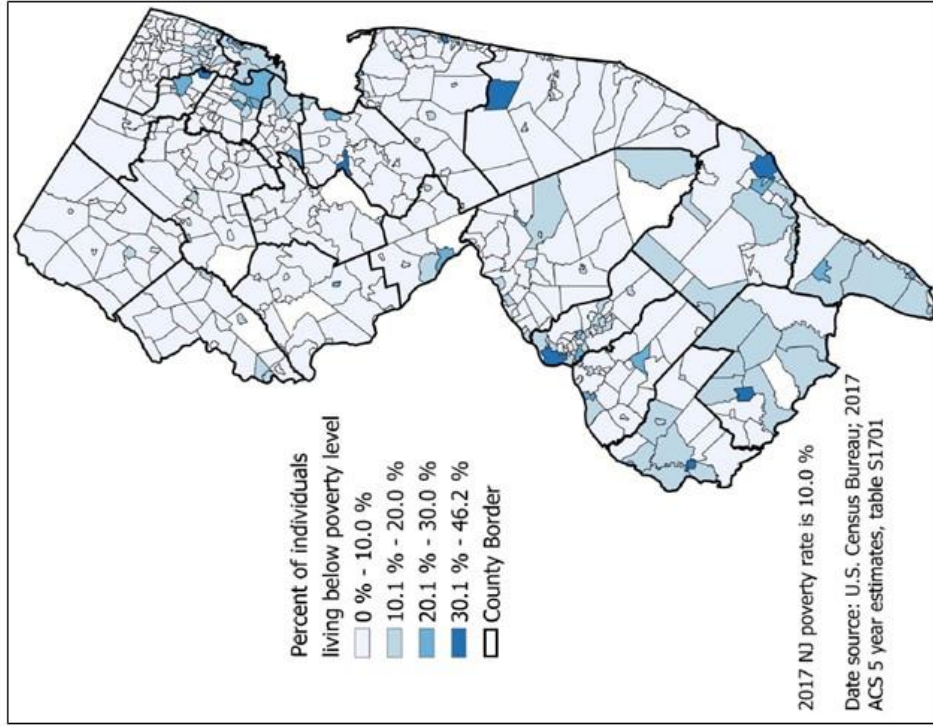 Percent of individuals
living below poverty level
0 % - 10.0 %
10.1 % - 20.0 %
20.1 % - 30.0 %
30.1 % - 46.2 %
County Border
2017 NJ poverty rate is 10.0 %
Date source: U.S. Census Bureau; 2017
ACS 5 year estimates, table S1701